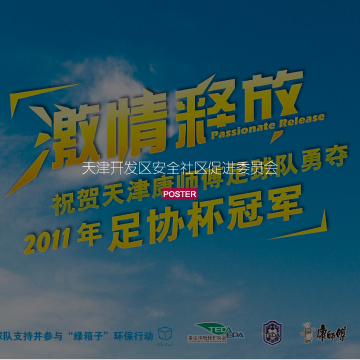 激情释放
Passionate Release
天津开发区安全社区促进委员会
祝贺天津康师傅足球队勇夺
POSTER
2011年足协杯冠军
球队支持并参与“绿箱子”环保行动
TEDA
康师傅